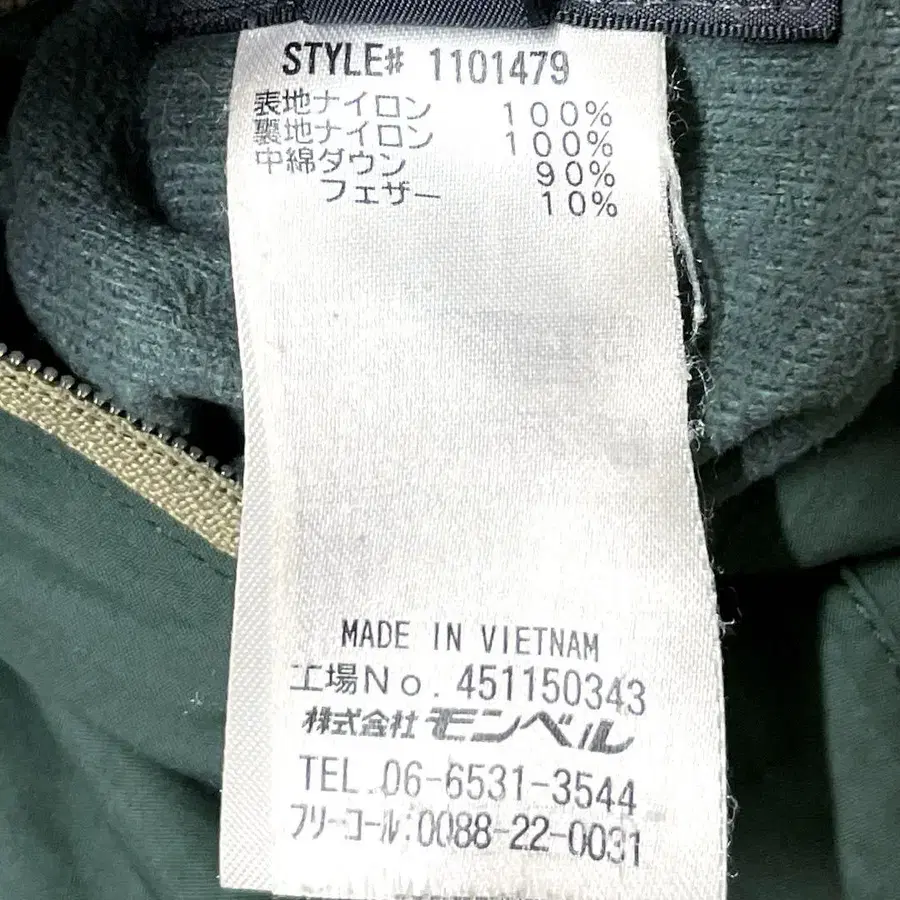 STYLE# 1101479
表地ナイロン 100%
裏地ナイロン 100%
中綿ダウン 90%
フェザー 10%
MADE IN VIETNAM
工場No. 451150343
株式会社 モンベル
TEL.06-6531-3544
フリーコール:0088-22-0031